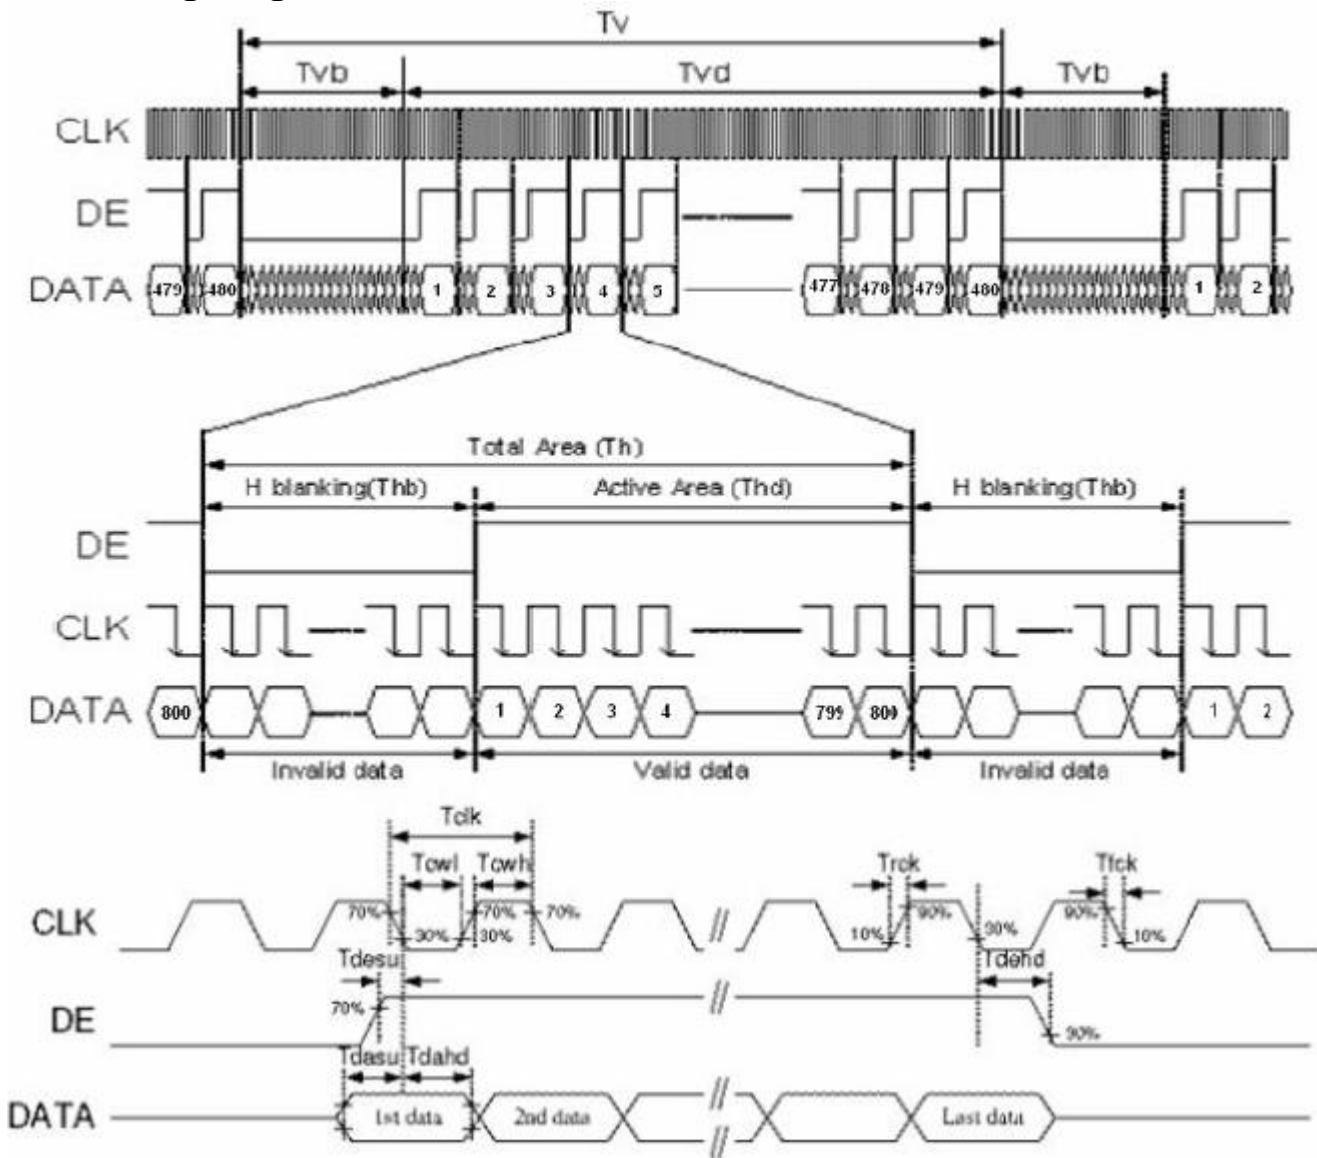 Tv
Tvb Tvd Tvb
CLK
DE
DATA 479 480 1 2 3 4 5 477 478 479 480 1 2
Total Area (Th)
H blanking(Thb) Active Area (Thd) H blanking(Thb)
DE
CLK
DATA 800 1 2 3 4 799 800 1 2
Invalid data Valid data Invalid data
Tclk
Tcwl Tcwh Trck Tfck
CLK 70% 70% 70% 90% 90%
30% 30% 10% 30% 10%
Tdesu Tdehd
70%
DE 30%
Tdasu Tdahd
DATA 1st data 2nd data Last data